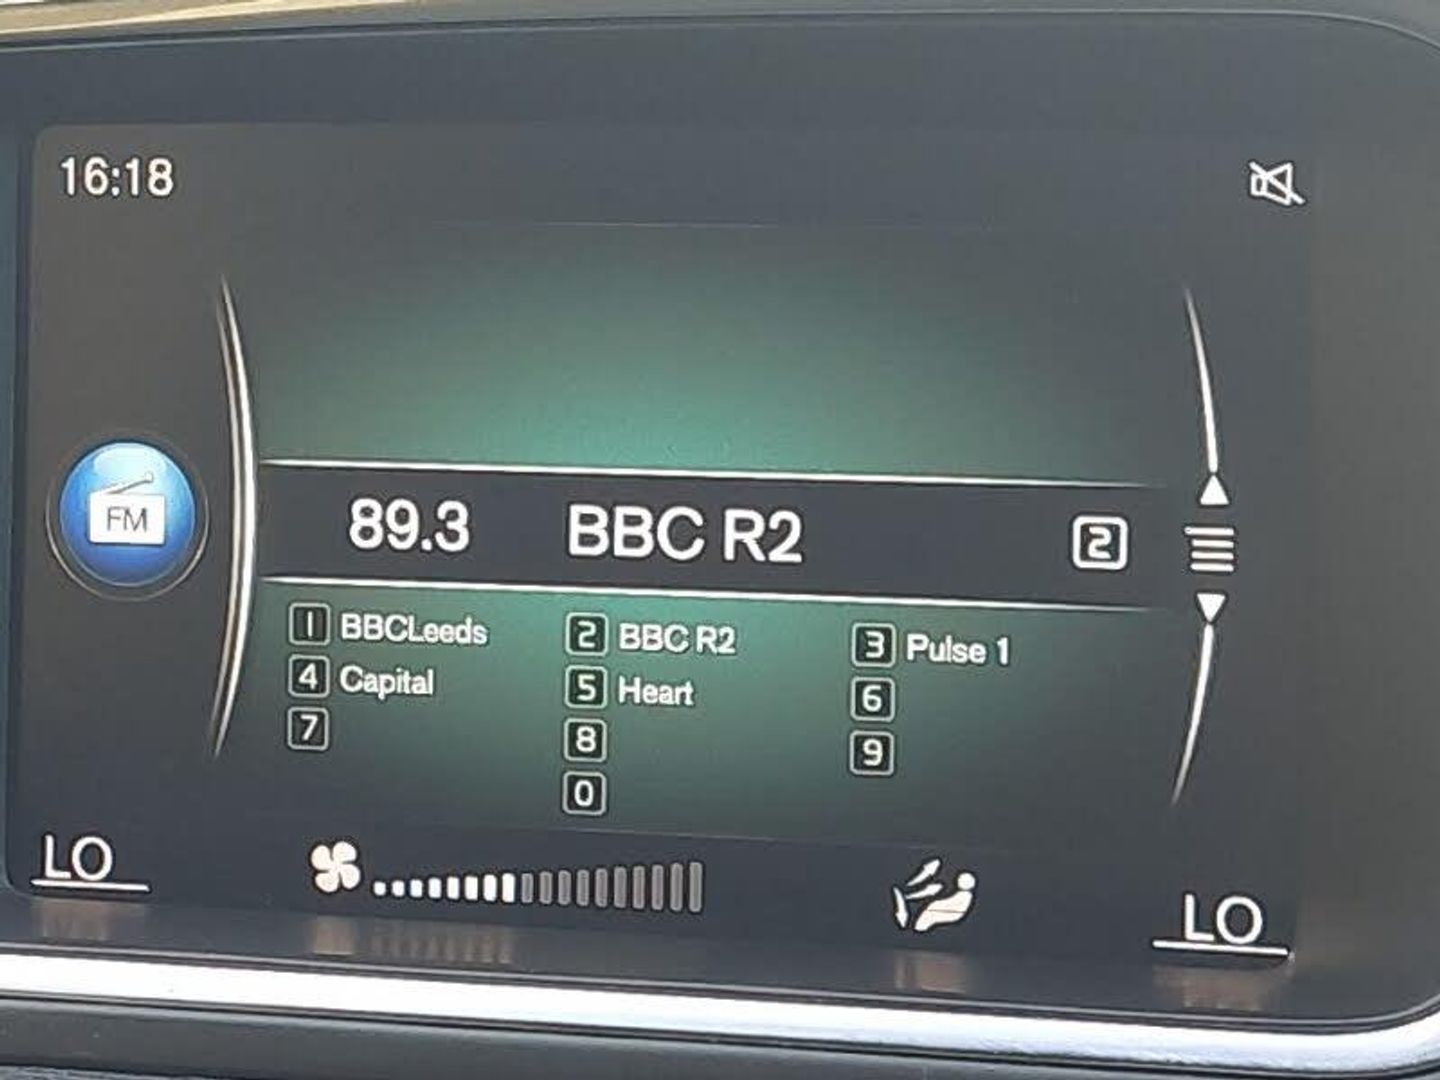 16:18
FM
89.3 BBC R2 2
1 BBCLeeds 2 BBC R2 3 Pulse 1
4 Capital 5 Heart 6
7 8 9
0
LO LO